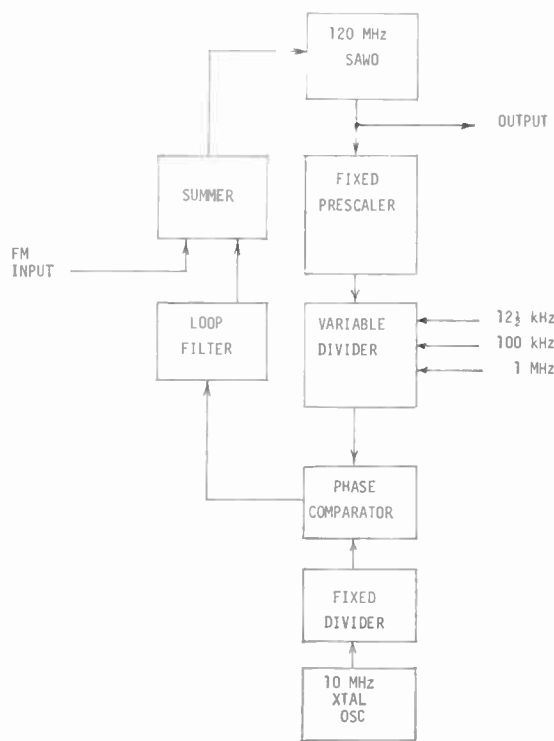 120 MHz
SAWO
OUTPUT
SUMMER
FIXED
PRESCALER
FM
INPUT
LOOP
FILTER
VARIABLE
DIVIDER
12½ kHz
100 kHz
1 MHz
PHASE
COMPARATOR
FIXED
DIVIDER
10 MHz
XTAL
OSC